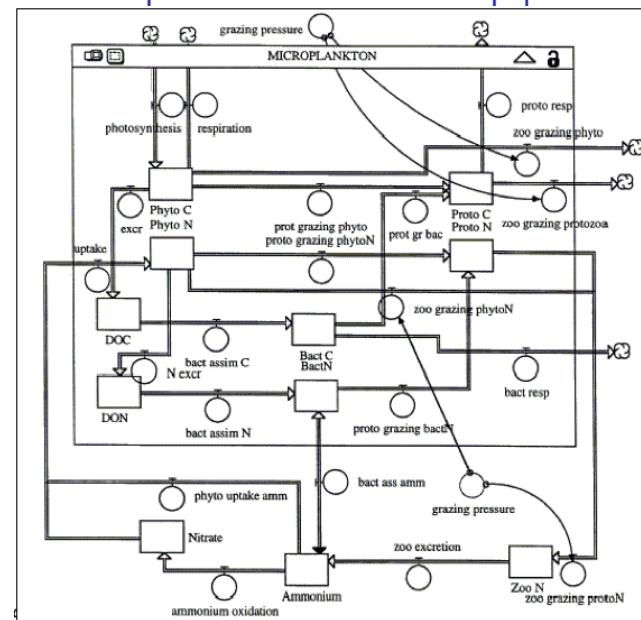 grazing pressure
MICROPLANKTON
photosynthesis
respiration
proto resp
zoo grazing phyto
excr
Phyto C
Phyto N
prot grazing phyto
proto grazing phytoN
prot gr bac
Proto C
Proto N
zoo grazing protozoa
uptake
zoo grazing phytoN
DOC
bact assim C
Bact C
BactN
N excr
bact resp
DON
bact assim N
proto grazing bactN
phyto uptake amm
bact ass amm
grazing pressure
Nitrate
zoo excretion
ammonium oxidation
Ammonium
Zoo N
zoo grazing protoN